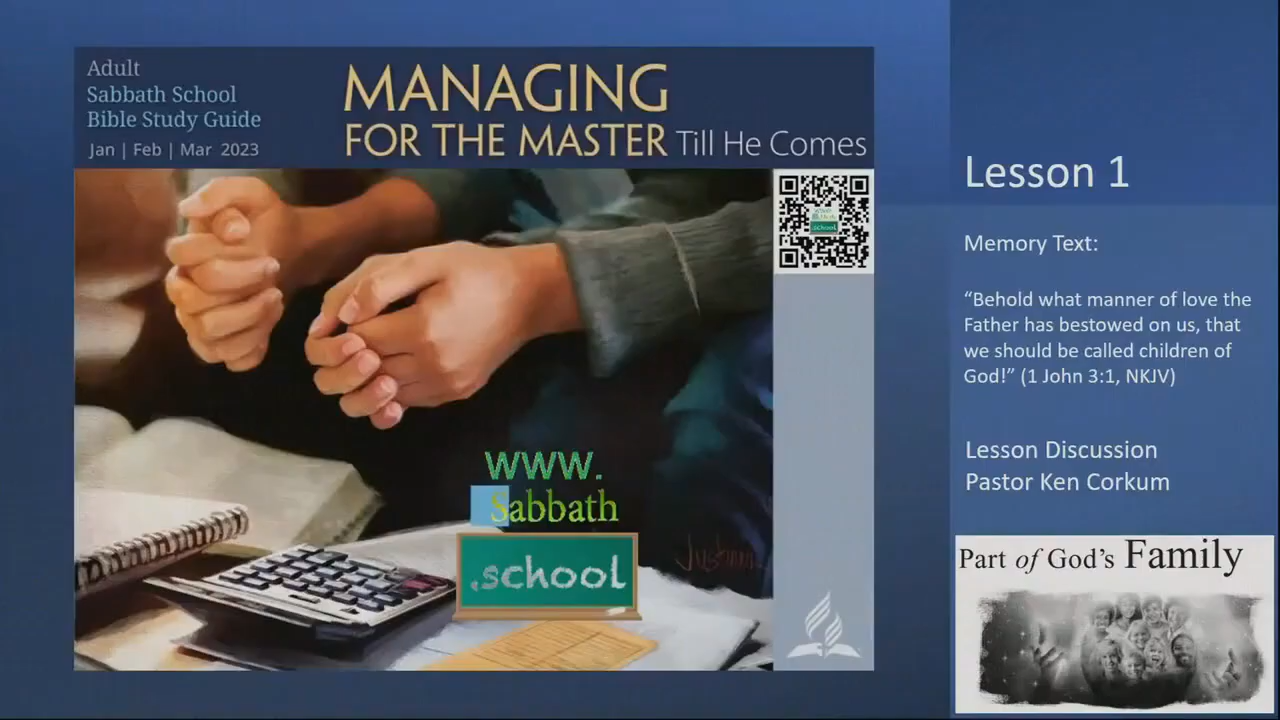 Adult
Sabbath School
Bible Study Guide
Jan | Feb | Mar 2023
MANAGING
FOR THE MASTER Till He Comes
www.
Sabbath
.school
Lesson 1
Memory Text:
“Behold what manner of love the
Father has bestowed on us, that
we should be called children of
God!” (1 John 3:1, NKJV)
Lesson Discussion
Pastor Ken Corkum
Part of God’s Family